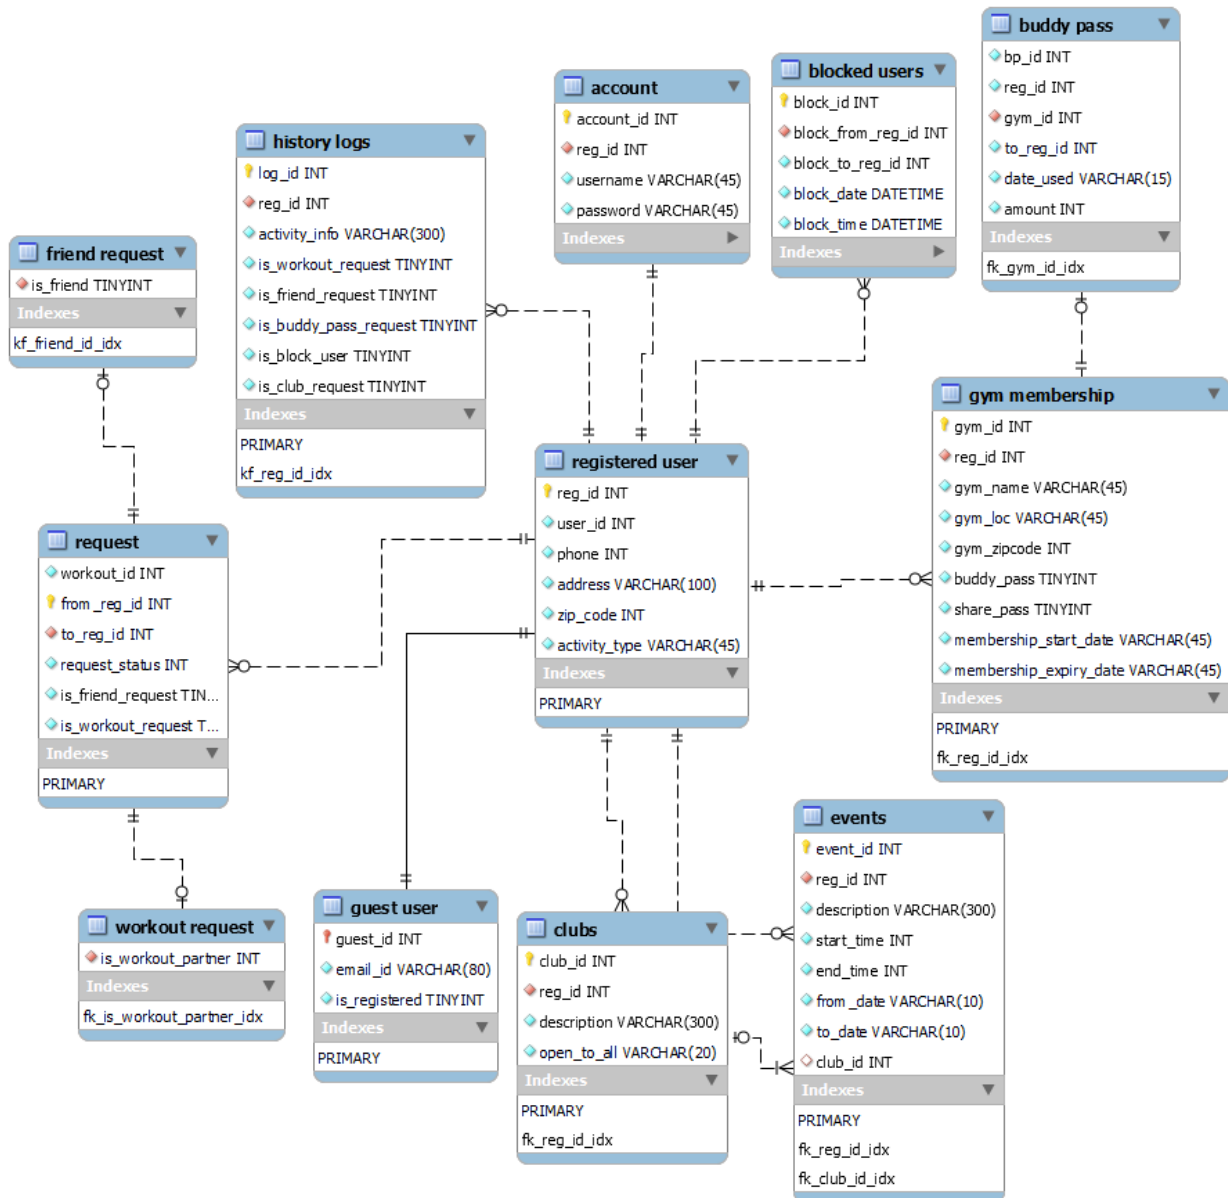 buddy pass
bp_id INT
reg_id INT
gym_id INT
to_reg_id INT
date_used VARCHAR(15)
amount INT
Indexes
fk_gym_id_idx
blocked users
block_id INT
block_from_reg_id INT
block_to_reg_id INT
block_date DATETIME
block_time DATETIME
Indexes
account
account_id INT
reg_id INT
username VARCHAR(45)
password VARCHAR(45)
Indexes
history logs
log_id INT
reg_id INT
activity_info VARCHAR(300)
is_workout_request TINYINT
is_friend_request TINYINT
is_buddy_pass_request TINYINT
is_block_user TINYINT
is_club_request TINYINT
Indexes
PRIMARY
kf_reg_id_idx
friend request
is_friend TINYINT
Indexes
kf_friend_id_idx
gym membership
gym_id INT
reg_id INT
gym_name VARCHAR(45)
gym_loc VARCHAR(45)
gym_zipcode INT
buddy_pass TINYINT
share_pass TINYINT
membership_start_date VARCHAR(45)
membership_expiry_date VARCHAR(45)
Indexes
PRIMARY
fk_reg_id_idx
registered user
reg_id INT
user_id INT
phone INT
address VARCHAR(100)
zip_code INT
activity_type VARCHAR(45)
Indexes
PRIMARY
request
workout_id INT
from_reg_id INT
to_reg_id INT
request_status INT
is_friend_request TIN...
is_workout_request T...
Indexes
PRIMARY
events
event_id INT
reg_id INT
description VARCHAR(300)
start_time INT
end_time INT
from_date VARCHAR(10)
to_date VARCHAR(10)
club_id INT
Indexes
PRIMARY
fk_reg_id_idx
fk_club_id_idx
guest user
guest_id INT
email_id VARCHAR(80)
is_registered TINYINT
Indexes
PRIMARY
clubs
club_id INT
reg_id INT
description VARCHAR(300)
open_to_all VARCHAR(20)
Indexes
PRIMARY
fk_reg_id_idx
workout request
is_workout_partner INT
Indexes
fk_is_workout_partner_idx